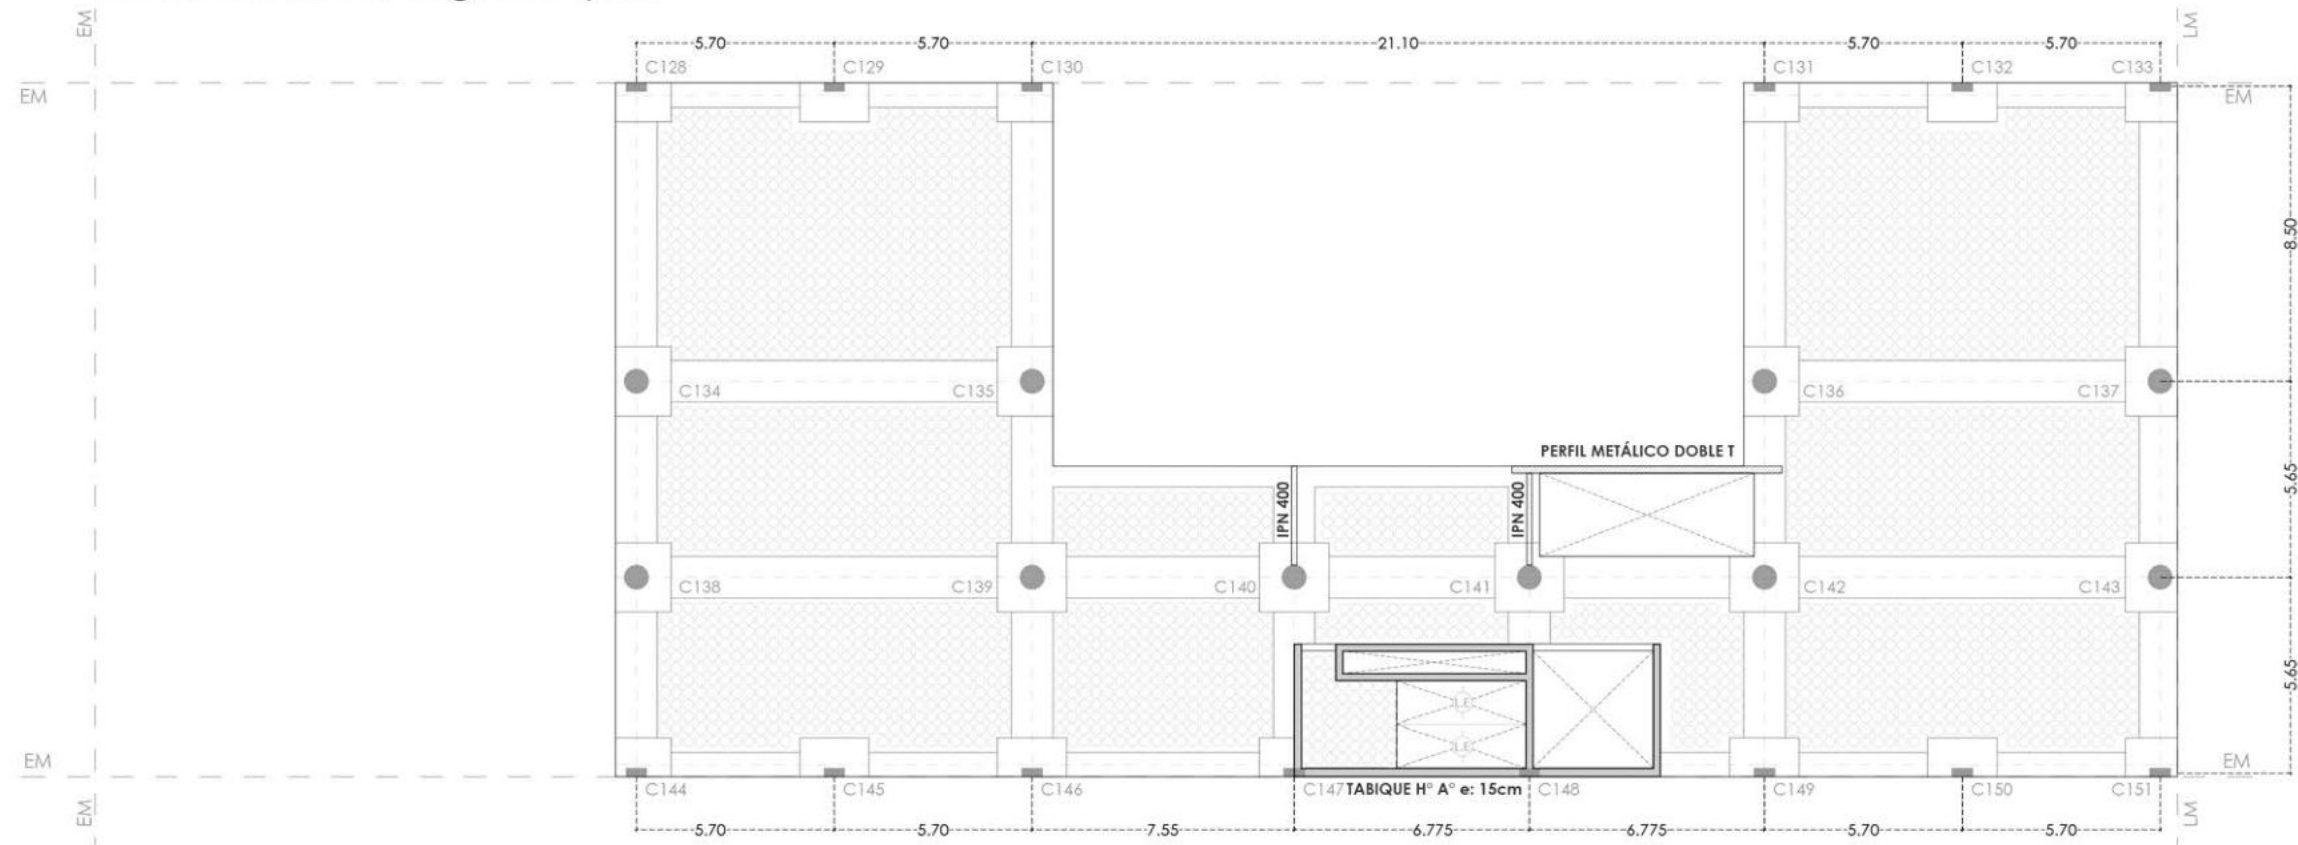 EM
LM
5.70
5.70
21.10
5.70
5.70
C128
C129
C130
C131
C132
C133
EM
EM
8.50
C134
C135
C136
C137
PERFIL METÁLICO DOBLE T
IPN 400
IPN 400
5.65
C138
C139
C140
C141
C142
C143
5.65
EM
EM
C144
C145
C146
C147
TABIQUE H° A° e: 15cm
C148
C149
C150
C151
EM
LM
5.70
5.70
7.55
6.775
6.775
5.70
5.70